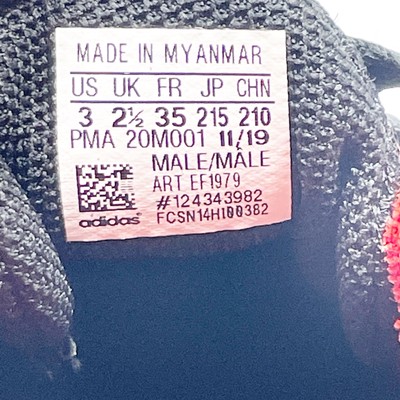 MADE IN MYANMAR
US UK FR JP CHN
3 2½ 35 215 210
PMA 20M001 11/19
MALE/MÂLE
ART EF1979
#124343982
FCSN14H100382
adidas